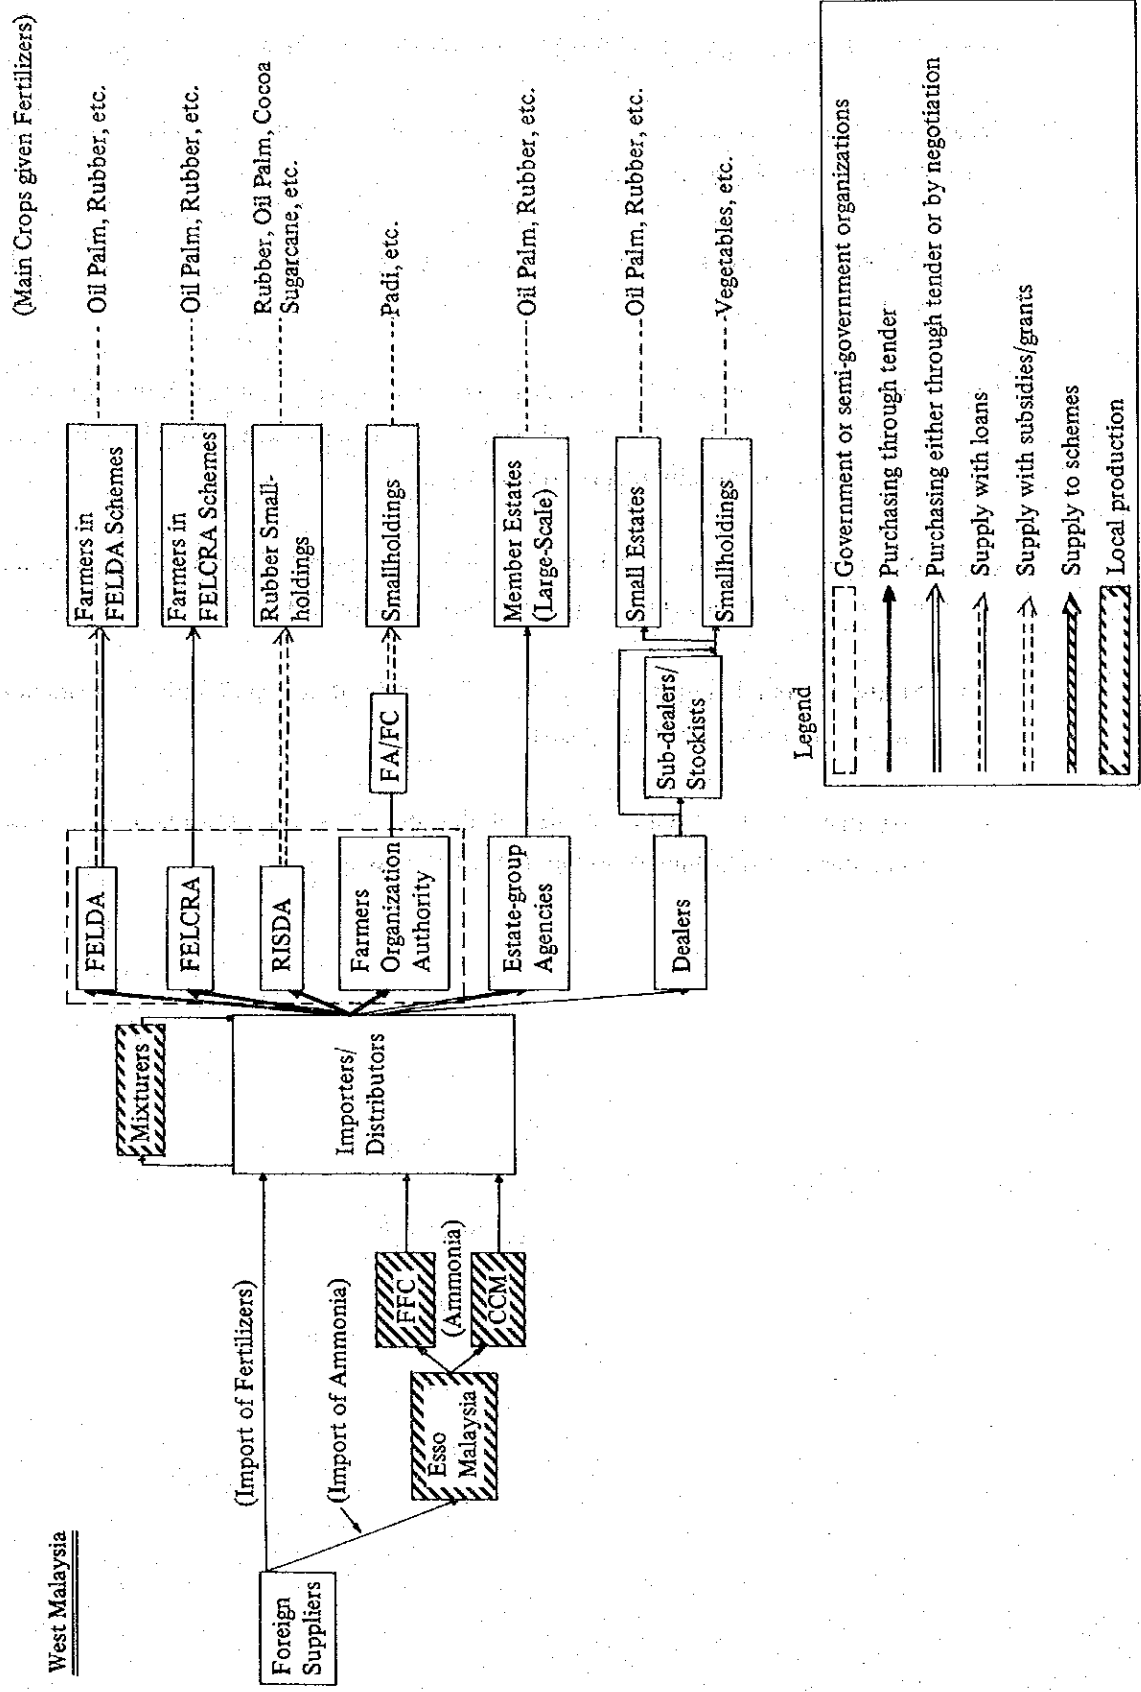 West Malaysia
(Main Crops given Fertilizers)
Foreign
Suppliers
(Import of Fertilizers)
(Import of Ammonia)
Esso
Malaysia
FFC
(Ammonia)
CCM
Mixturers
Importers/
Distributors
FELDA
Farmers in
FELDA Schemes
Oil Palm, Rubber, etc.
FELCRA
Farmers in
FELCRA Schemes
Oil Palm, Rubber, etc.
RISDA
Rubber Small-
holdings
Rubber, Oil Palm, Cocoa
Sugarcane, etc.
Farmers
Organization
Authority
FA/FC
Smallholdings
Padi, etc.
Estate-group
Agencies
Member Estates
(Large-Scale)
Oil Palm, Rubber, etc.
Dealers
Sub-dealers/
Stockists
Small Estates
Oil Palm, Rubber, etc.
Smallholdings
Vegetables, etc.
Legend
Government or semi-government organizations
Purchasing through tender
Purchasing either through tender or by negotiation
Supply with loans
Supply with subsidies/grants
Supply to schemes
Local production